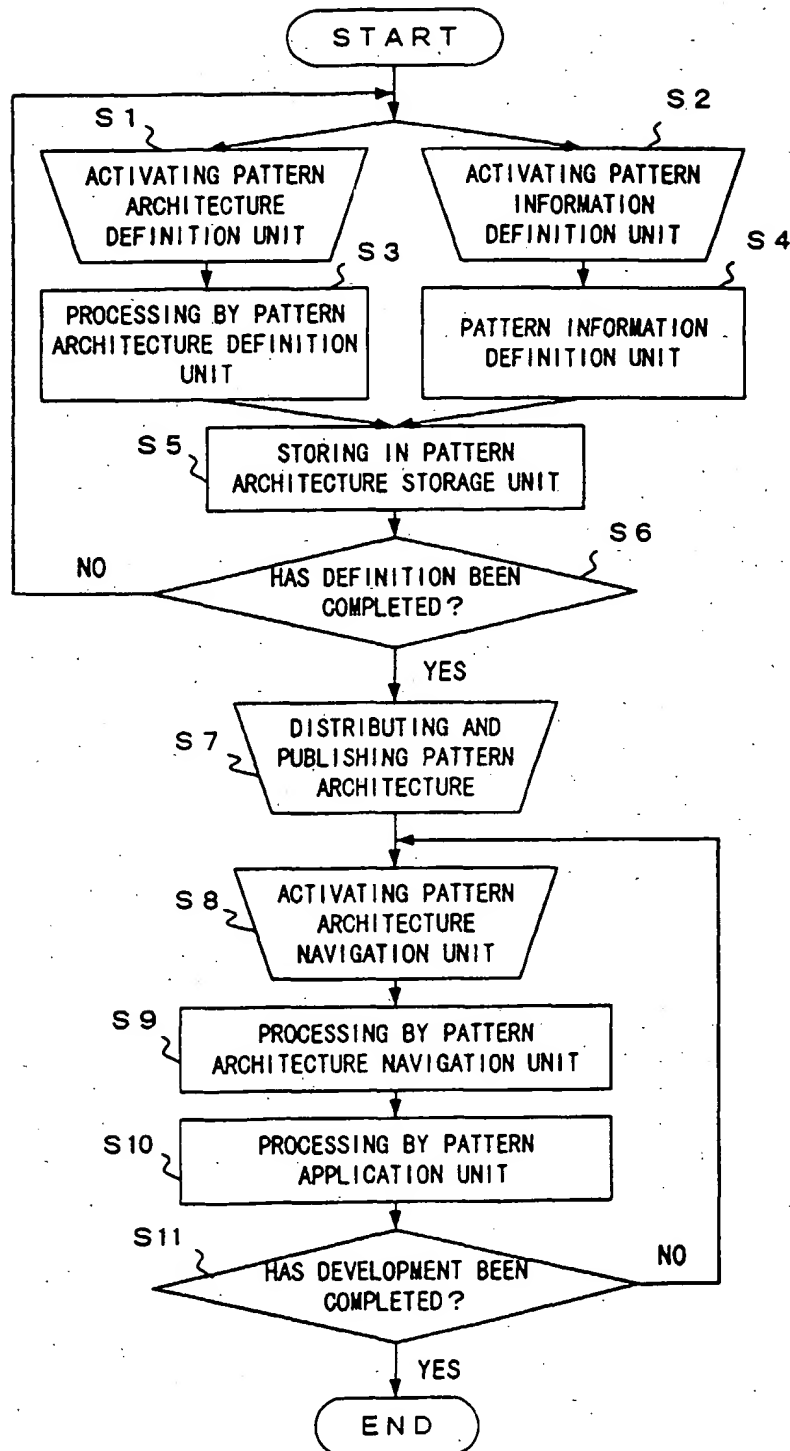 START
S1
S2
ACTIVATING PATTERN
ARCHITECTURE
DEFINITION UNIT
ACTIVATING PATTERN
INFORMATION
DEFINITION UNIT
S3
S4
PROCESSING BY PATTERN
ARCHITECTURE DEFINITION
UNIT
PATTERN INFORMATION
DEFINITION UNIT
S5
STORING IN PATTERN
ARCHITECTURE STORAGE UNIT
S6
NO
HAS DEFINITION BEEN
COMPLETED?
YES
S7
DISTRIBUTING AND
PUBLISHING PATTERN
ARCHITECTURE
S8
ACTIVATING PATTERN
ARCHITECTURE
NAVIGATION UNIT
S9
PROCESSING BY PATTERN
ARCHITECTURE NAVIGATION UNIT
S10
PROCESSING BY PATTERN
APPLICATION UNIT
S11
HAS DEVELOPMENT BEEN
COMPLETED?
NO
YES
END